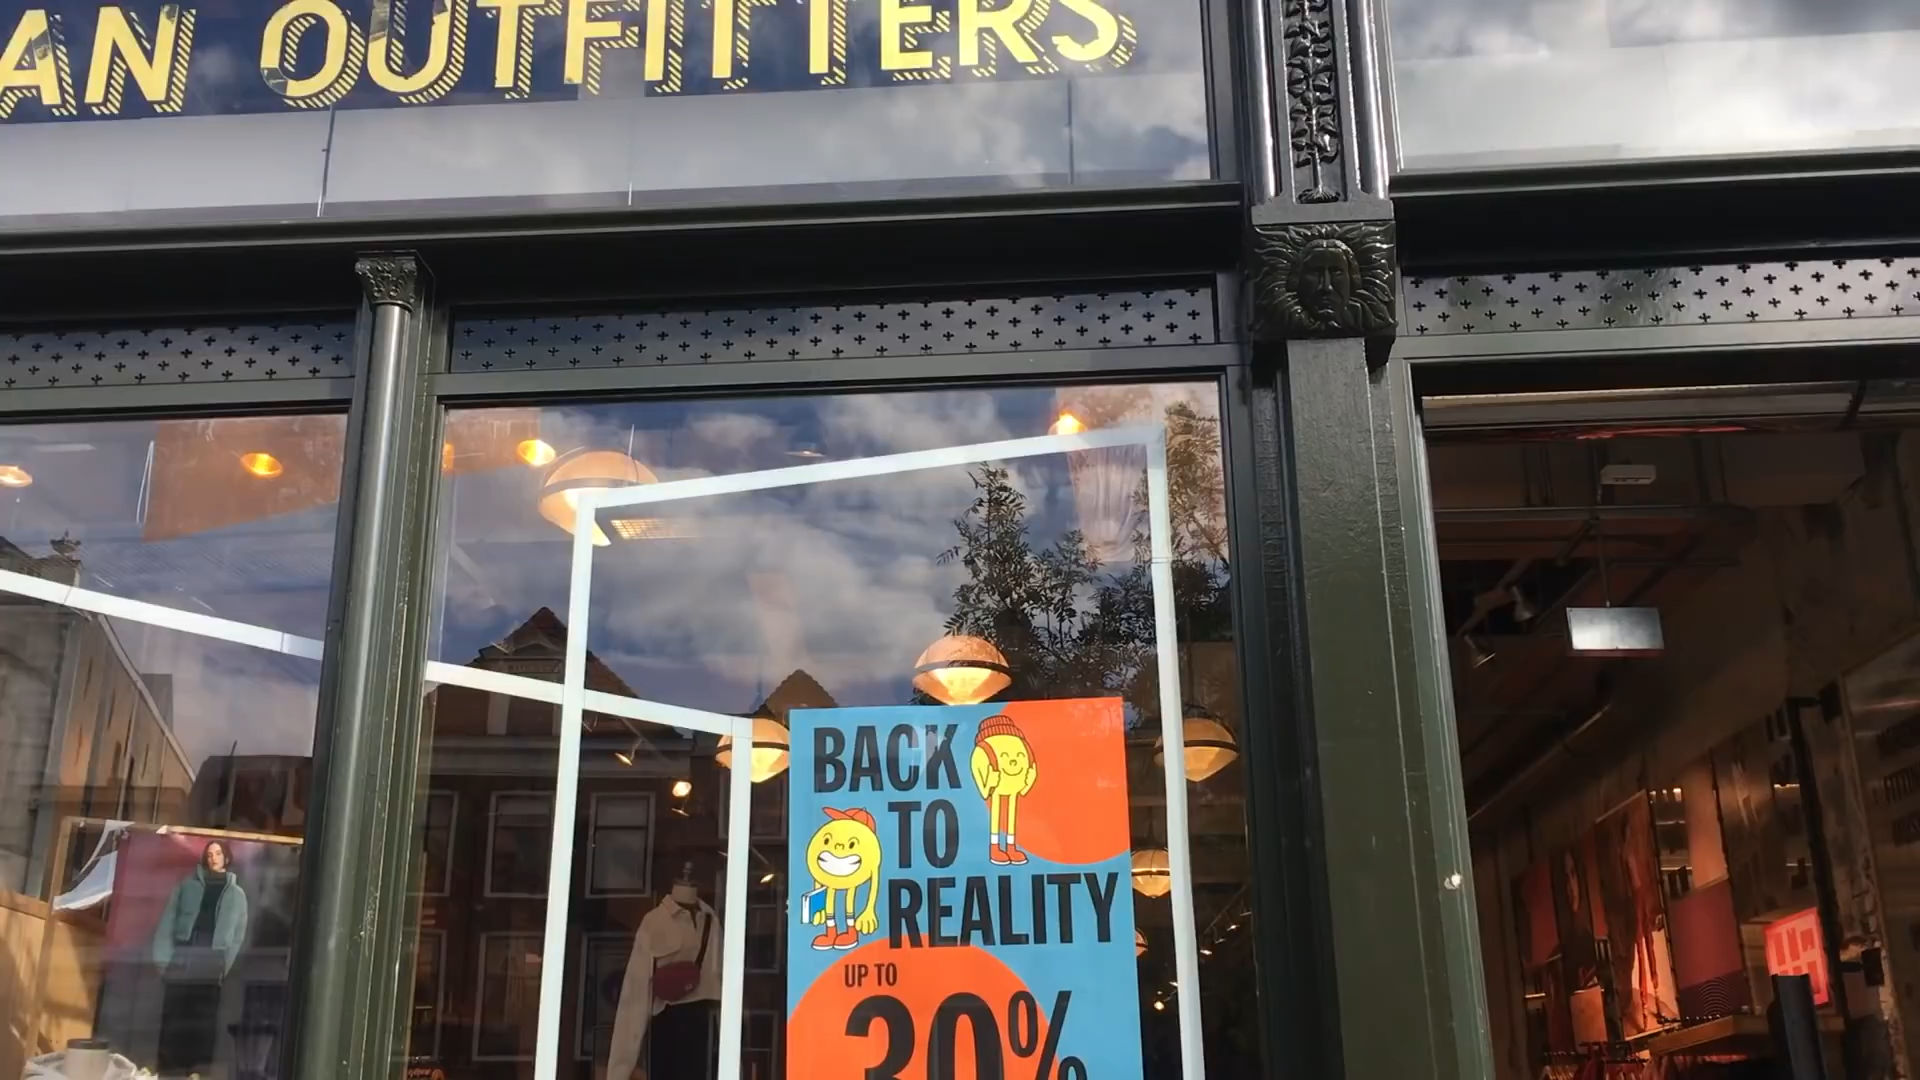 AN OUTFITTERS
BACK
TO
REALITY
UP TO
30%